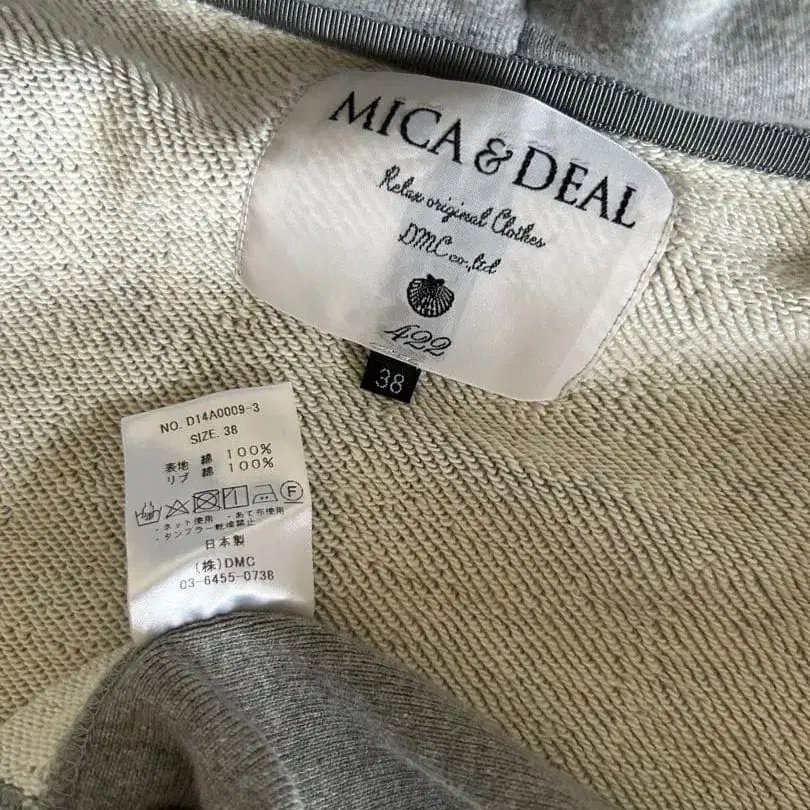 MICA & DEAL
Relax original Clothes
DMC co.,ltd
422
38
NO. D14A0009-3
SIZE. 38
表地 綿 100%
リブ 綿 100%
F
・ネット使用 ・あて布使用
・タンブラー乾燥禁止
日本製
(株)DMC
03-6455-0738